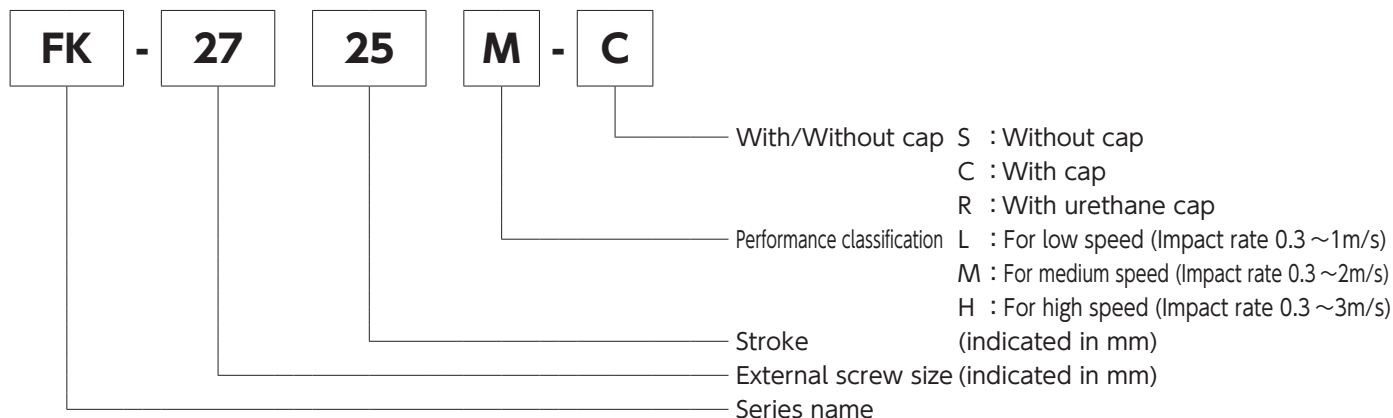 FK - 27 25 M - C
With/Without cap S : Without cap
C : With cap
R : With urethane cap
Performance classification L : For low speed (Impact rate 0.3～1m/s)
M : For medium speed (Impact rate 0.3～2m/s)
H : For high speed (Impact rate 0.3～3m/s)
Stroke (indicated in mm)
External screw size (indicated in mm)
Series name